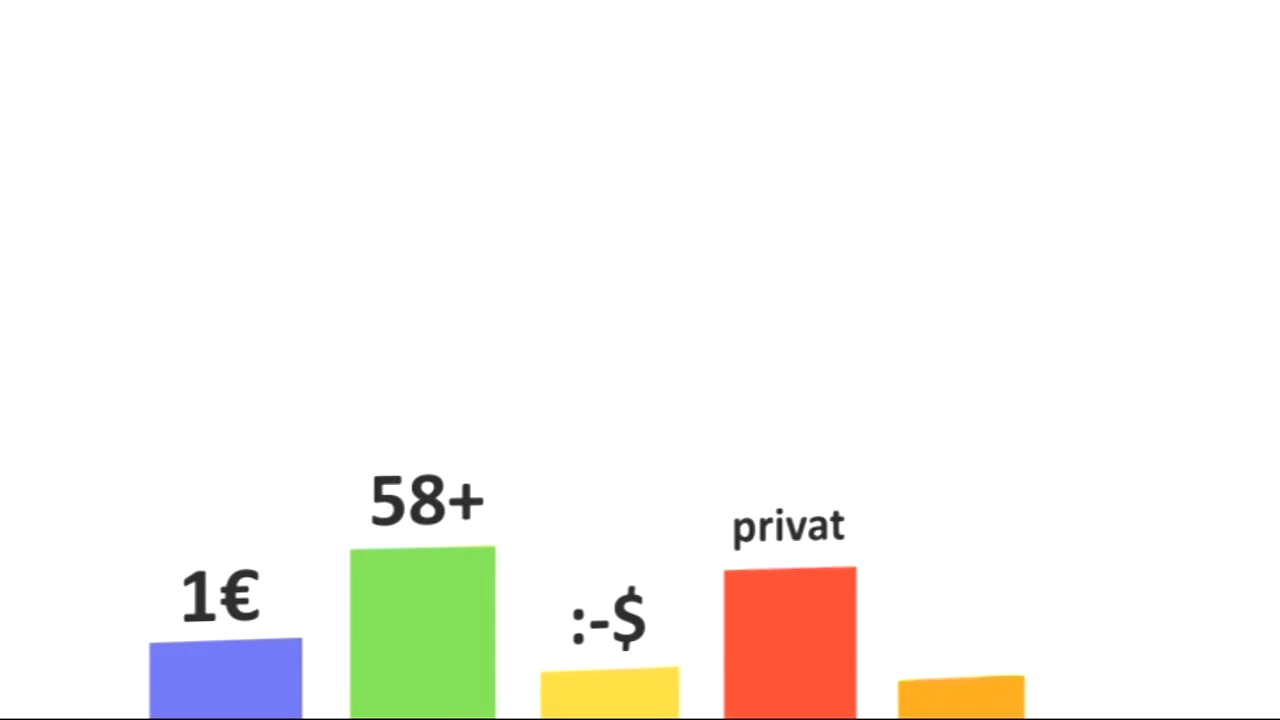 1€
58+
:-$
privat